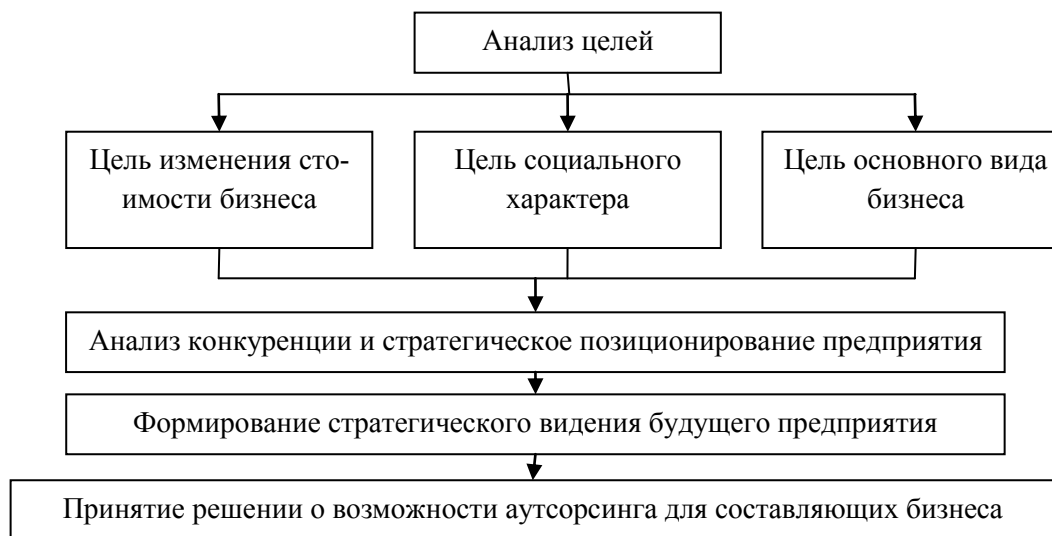 Анализ целей
Цель изменения сто-
имости бизнеса
Цель социального
характера
Цель основного вида
бизнеса
Анализ конкуренции и стратегическое позиционирование предприятия
Формирование стратегического видения будущего предприятия
Принятие решении о возможности аутсорсинга для составляющих бизнеса